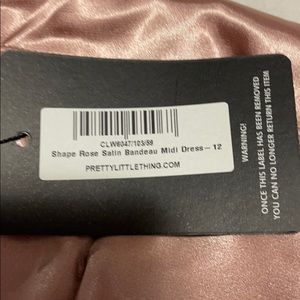 CLW6047/103/58
Shape Rose Satin Bandeau Midi Dress— 12
PRETTYLITTLETHING.COM
WARNING!
ONCE THIS LABEL HAS BEEN REMOVED
YOU CAN NO LONGER RETURN THIS ITEM